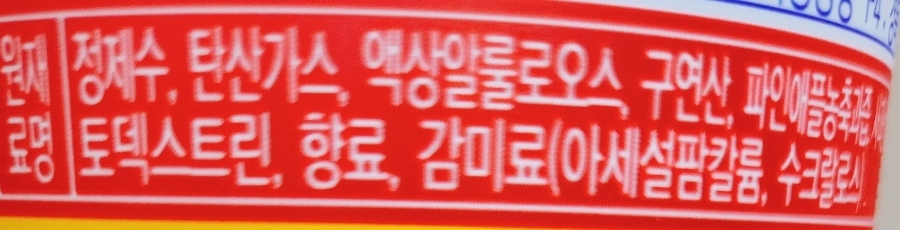 원재 정제수, 탄산가스, 액상알룰로오스, 구연산, 파인애플농축과즙,
료명 토덱스트린, 향료, 감미료(아세설팜칼륨, 수크랄로스)